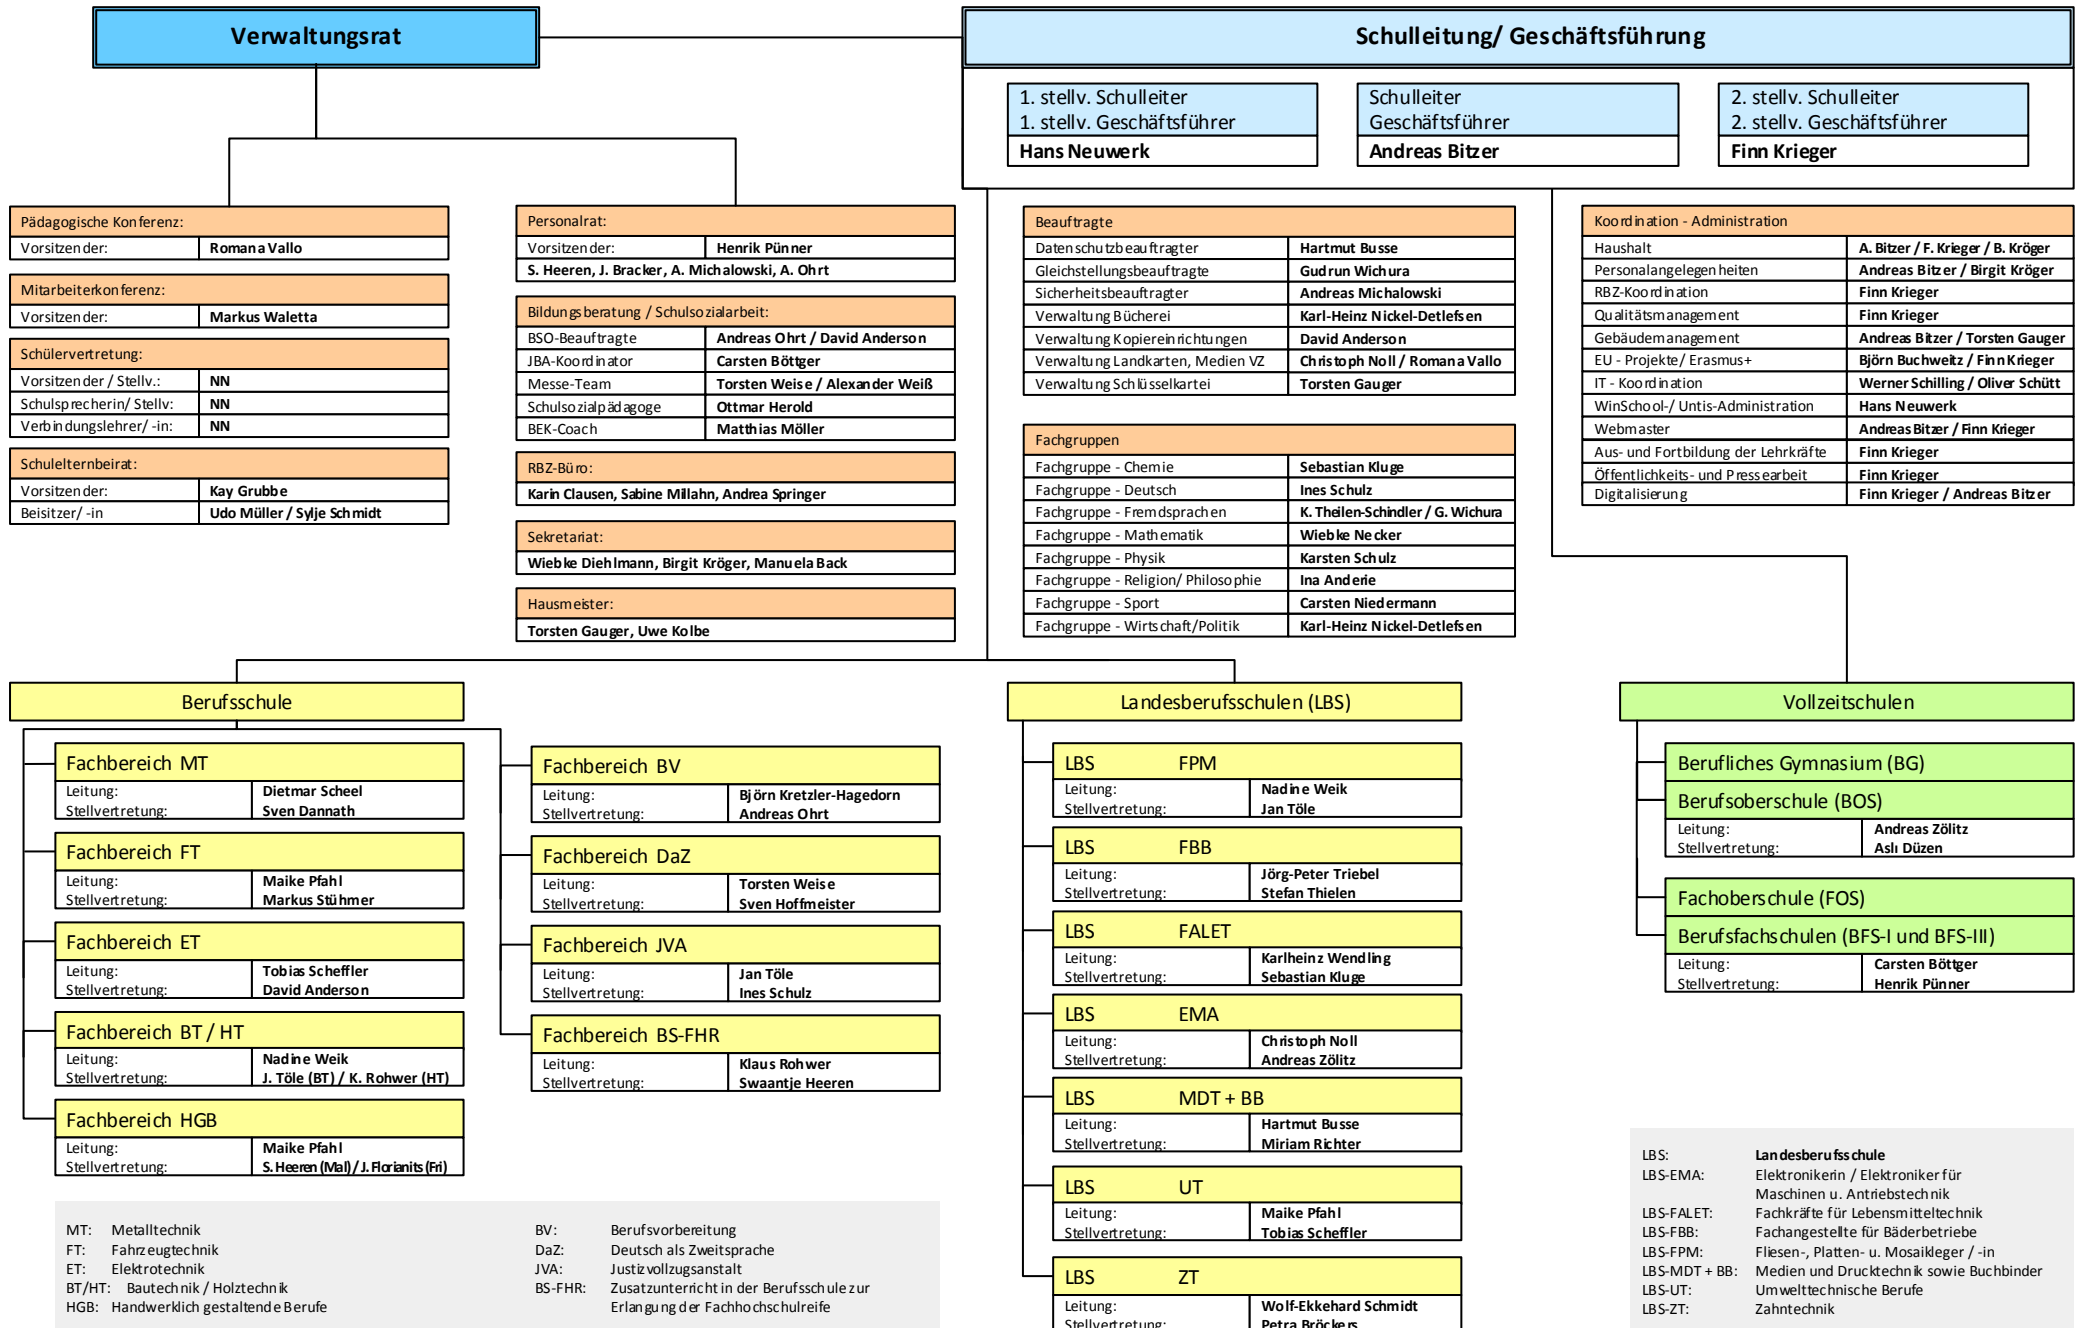 Verwaltungsrat
Schulleitung/ Geschäftsführung
1. stellv. Schulleiter
1. stellv. Geschäftsführer
Hans Neuwerk
Schulleiter
Geschäftsführer
Andreas Bitzer
2. stellv. Schulleiter
2. stellv. Geschäftsführer
Finn Krieger
Pädagogische Konferenz:
Vorsitzender: Romana Vallo
Mitarbeiterkonferenz:
Vorsitzender: Markus Waletta
Schülervertretung:
Vorsitzender / Stellv.: NN
Schulsprecherin/ Stellv: NN
Verbindungslehrer/ -in: NN
Schulelternbeirat:
Vorsitzender: Kay Grubbe
Beisitzer/ -in Udo Müller / Sylje Schmidt
Personalrat:
Vorsitzender: Henrik Pünner
S. Heeren, J. Bracker, A. Michalowski, A. Ohrt
Bildungsberatung / Schulsozialarbeit:
BSO-Beauftragte Andreas Ohrt / David Anderson
JBA-Koordinator Carsten Böttger
Messe-Team Torsten Weise / Alexander Weiß
Schulsozialpädagoge Ottmar Herold
BEK-Coach Matthias Möller
RBZ-Büro:
Karin Clausen, Sabine Millahn, Andrea Springer
Sekretariat:
Wiebke Diehlmann, Birgit Kröger, Manuela Back
Hausmeister:
Torsten Gauger, Uwe Kolbe
Beauftragte
Datenschutzbeauftragter Hartmut Busse
Gleichstellungsbeauftragte Gudrun Wichura
Sicherheitsbeauftragter Andreas Michalowski
Verwaltung Bücherei Karl-Heinz Nickel-Detlefsen
Verwaltung Kopiereinrichtungen David Anderson
Verwaltung Landkarten, Medien VZ Christoph Noll / Romana Vallo
Verwaltung Schlüsselkartei Torsten Gauger
Fachgruppen
Fachgruppe - Chemie Sebastian Kluge
Fachgruppe - Deutsch Ines Schulz
Fachgruppe - Fremdsprachen K. Theilen-Schindler / G. Wichura
Fachgruppe - Mathematik Wiebke Necker
Fachgruppe - Physik Karsten Schulz
Fachgruppe - Religion/ Philosophie Ina Anderie
Fachgruppe - Sport Carsten Niedermann
Fachgruppe - Wirtschaft/Politik Karl-Heinz Nickel-Detlefsen
Koordination - Administration
Haushalt A. Bitzer / F. Krieger / B. Kröger
Personalangelegenheiten Andreas Bitzer / Birgit Kröger
RBZ-Koordination Finn Krieger
Qualitätsmanagement Finn Krieger
Gebäudemanagement Andreas Bitzer / Torsten Gauger
EU - Projekte/ Erasmus+ Björn Buchweitz / Finn Krieger
IT - Koordination Werner Schilling / Oliver Schütt
WinSchool-/ Untis-Administration Hans Neuwerk
Webmaster Andreas Bitzer / Finn Krieger
Aus- und Fortbildung der Lehrkräfte Finn Krieger
Öffentlichkeits- und Pressearbeit Finn Krieger
Digitalisierung Finn Krieger / Andreas Bitzer
Berufsschule
Fachbereich MT
Leitung: Dietmar Scheel
Stellvertretung: Sven Dannath
Fachbereich FT
Leitung: Maike Pfahl
Stellvertretung: Markus Stühmer
Fachbereich ET
Leitung: Tobias Scheffler
Stellvertretung: David Anderson
Fachbereich BT / HT
Leitung: Nadine Weik
Stellvertretung: J. Töle (BT) / K. Rohwer (HT)
Fachbereich HGB
Leitung: Maike Pfahl
Stellvertretung: S. Heeren (Mal) / J. Florianits (Fri)
Fachbereich BV
Leitung: Björn Kretzler-Hagedorn
Stellvertretung: Andreas Ohrt
Fachbereich DaZ
Leitung: Torsten Weise
Stellvertretung: Sven Hoffmeister
Fachbereich JVA
Leitung: Jan Töle
Stellvertretung: Ines Schulz
Fachbereich BS-FHR
Leitung: Klaus Rohwer
Stellvertretung: Swaantje Heeren
Landesberufsschulen (LBS)
LBS FPM
Leitung: Nadine Weik
Stellvertretung: Jan Töle
LBS FBB
Leitung: Jörg-Peter Triebel
Stellvertretung: Stefan Thielen
LBS FALET
Leitung: Karlheinz Wendling
Stellvertretung: Sebastian Kluge
LBS EMA
Leitung: Christoph Noll
Stellvertretung: Andreas Zölitz
LBS MDT + BB
Leitung: Hartmut Busse
Stellvertretung: Miriam Richter
LBS UT
Leitung: Maike Pfahl
Stellvertretung: Tobias Scheffler
LBS ZT
Leitung: Wolf-Ekkehard Schmidt
Stellvertretung: Petra Bröckers
Vollzeitschulen
Berufliches Gymnasium (BG)
Berufsoberschule (BOS)
Leitung: Andreas Zölitz
Stellvertretung: Aslı Düzen
Fachoberschule (FOS)
Berufsfachschulen (BFS-I und BFS-III)
Leitung: Carsten Böttger
Stellvertretung: Henrik Pünner
MT: Metalltechnik
FT: Fahrzeugtechnik
ET: Elektrotechnik
BT/HT: Bautechnik / Holztechnik
HGB: Handwerklich gestaltende Berufe
BV: Berufsvorbereitung
DaZ: Deutsch als Zweitsprache
JVA: Justizvollzugsanstalt
BS-FHR: Zusatzunterricht in der Berufsschule zur
Erlangung der Fachhochschulreife
LBS: Landesberufsschule
LBS-EMA: Elektronikerin / Elektroniker für
Maschinen u. Antriebstechnik
LBS-FALET: Fachkräfte für Lebensmitteltechnik
LBS-FBB: Fachangestellte für Bäderbetriebe
LBS-FPM: Fliesen-, Platten- u. Mosaikleger / -in
LBS-MDT + BB: Medien und Drucktechnik sowie Buchbinder
LBS-UT: Umwelttechnische Berufe
LBS-ZT: Zahntechnik